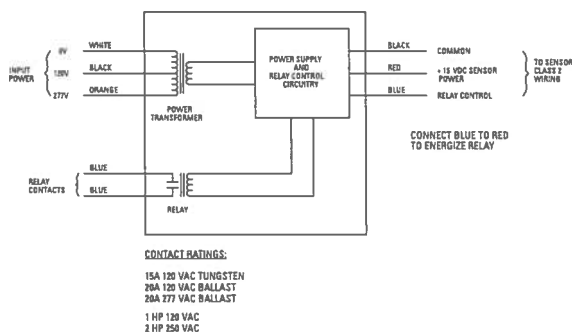 0V WHITE
INPUT POWER 120V BLACK
277V ORANGE
POWER TRANSFORMER
POWER SUPPLY
AND
RELAY CONTROL
CIRCUITRY
BLACK COMMON
RED + 15 VDC SENSOR POWER
BLUE RELAY CONTROL
TO SENSOR
CLASS 2
WIRING
CONNECT BLUE TO RED
TO ENERGIZE RELAY
RELAY CONTACTS
BLUE
BLUE
RELAY
CONTACT RATINGS:
15A 120 VAC TUNGSTEN
20A 120 VAC BALLAST
20A 277 VAC BALLAST
1 HP 120 VAC
2 HP 250 VAC